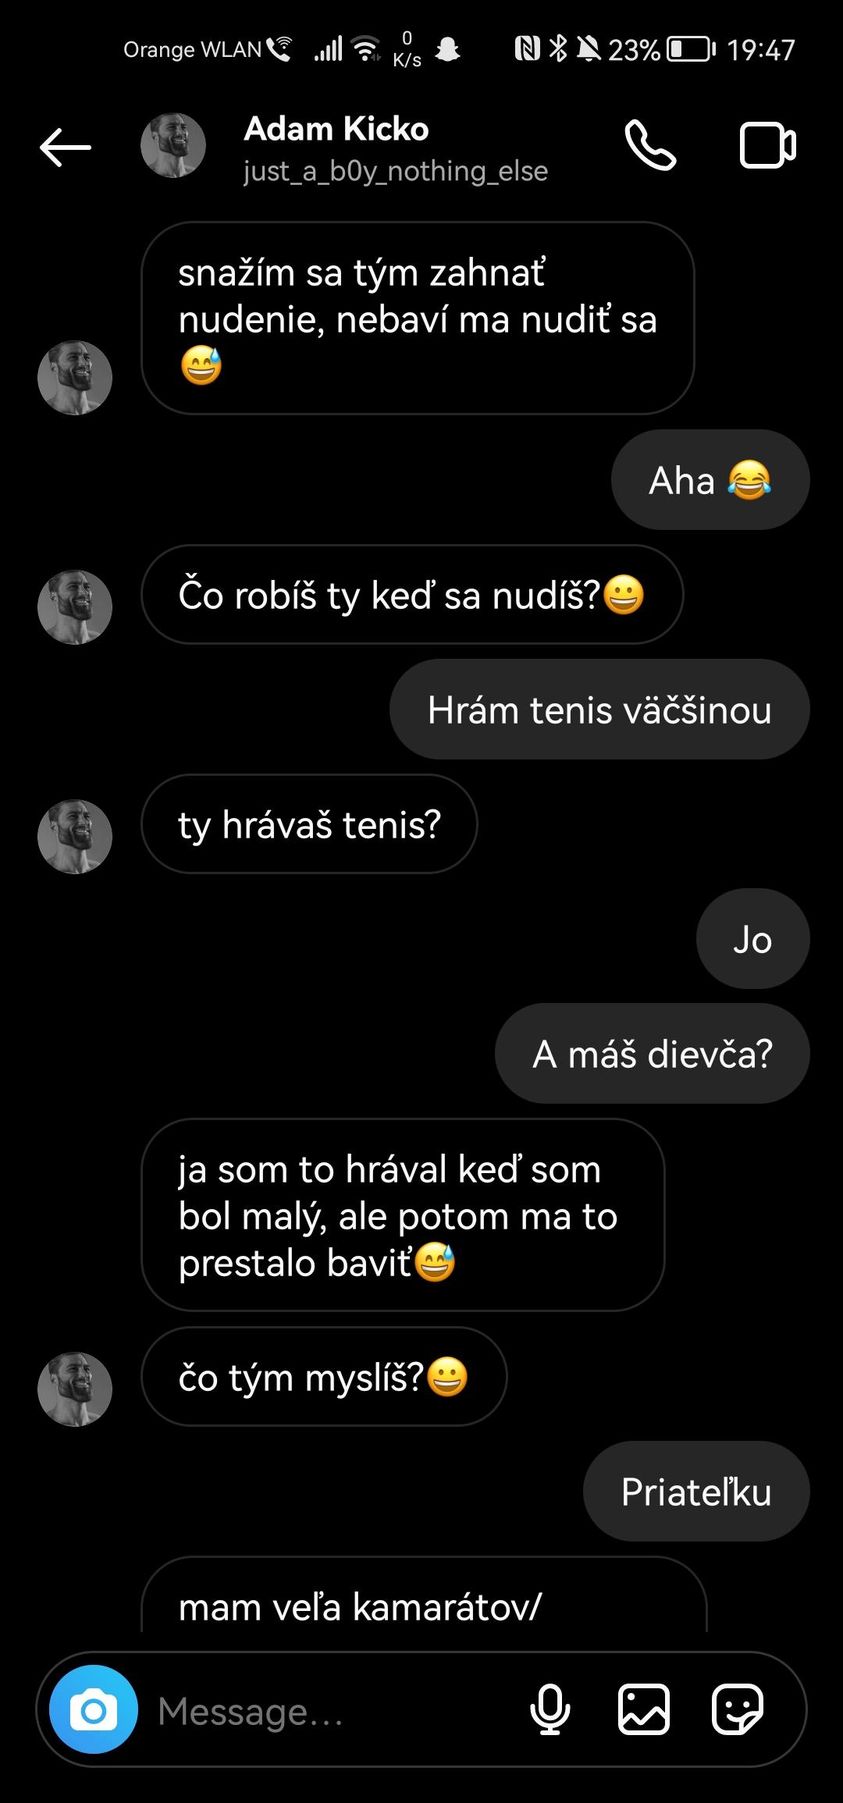 Orange WLAN 0 K/s 23% 19:47
Adam Kicko
just_a_b0y_nothing_else
snažím sa tým zahnať
nudenie, nebaví ma nudiť sa
😅
Aha 😂
Čo robíš ty keď sa nudíš?😀
Hrám tenis väčšinou
ty hrávaš tenis?
Jo
A máš dievča?
ja som to hrával keď som
bol malý, ale potom ma to
prestalo baviť😅
čo tým myslíš?😀
Priateľku
mam veľa kamarátov/
Message...